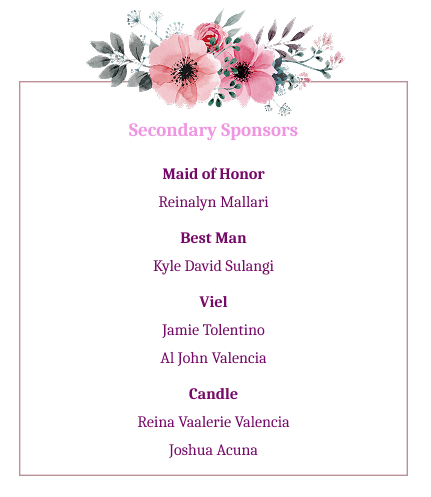 Secondary Sponsors
Maid of Honor
Reinalyn Mallari
Best Man
Kyle David Sulangi
Viel
Jamie Tolentino
Al John Valencia
Candle
Reina Vaalerie Valencia
Joshua Acuna